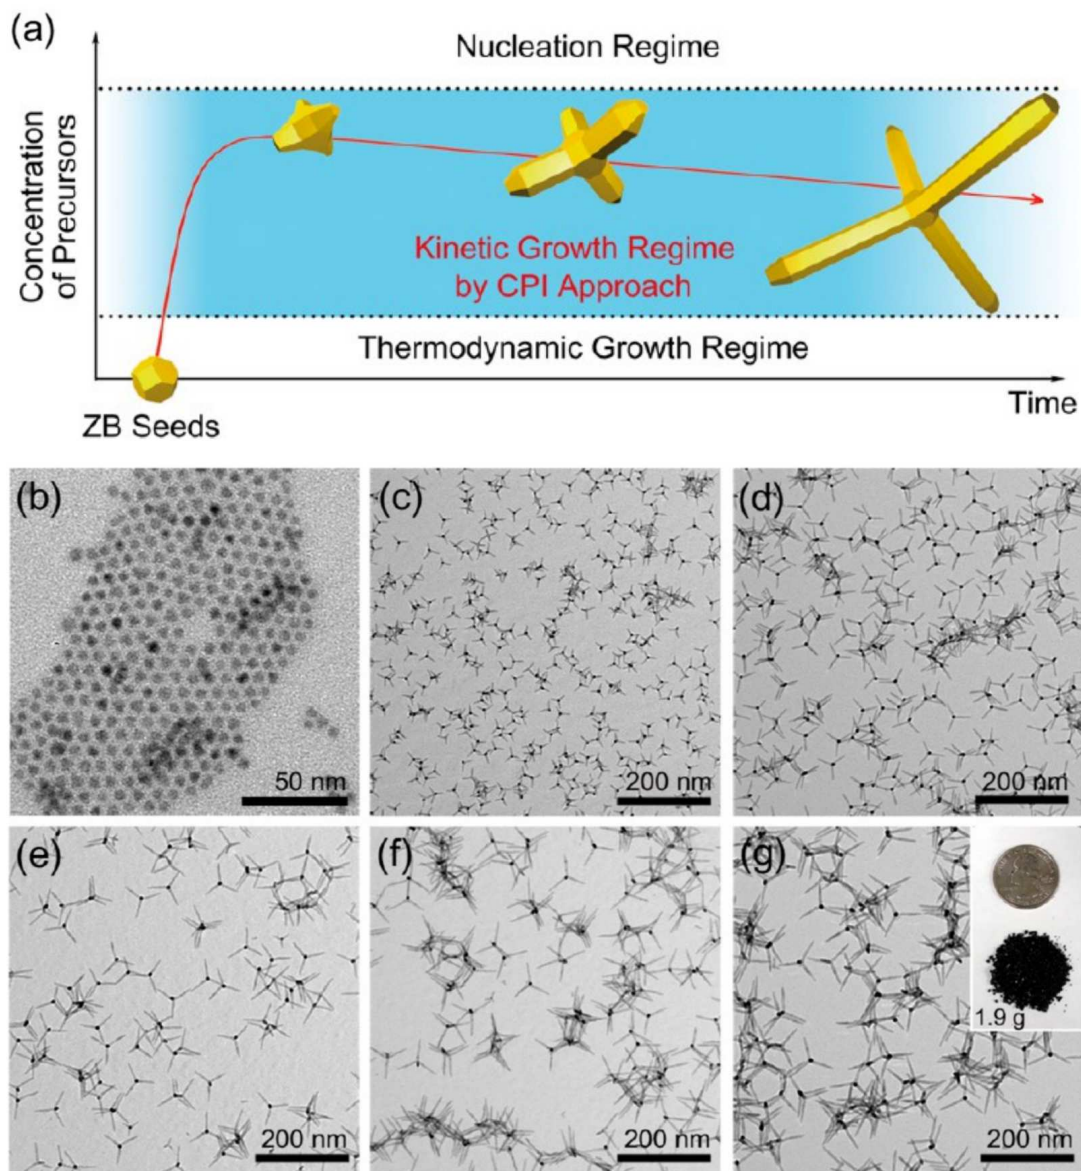 (a)
Nucleation Regime
Concentration
of Precursors
Kinetic Growth Regime
by CPI Approach
Thermodynamic Growth Regime
ZB Seeds
Time
(b)
50 nm
(c)
200 nm
(d)
200 nm
(e)
200 nm
(f)
200 nm
(g)
1.9 g
200 nm